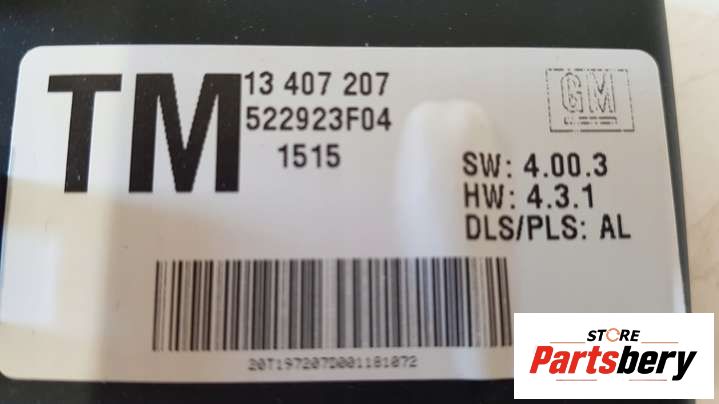 TM
13 407 207
522923F04
1515
GM
SW: 4.00.3
HW: 4.3.1
DLS/PLS: AL
20T197207D001181072
STORE
Partsbery